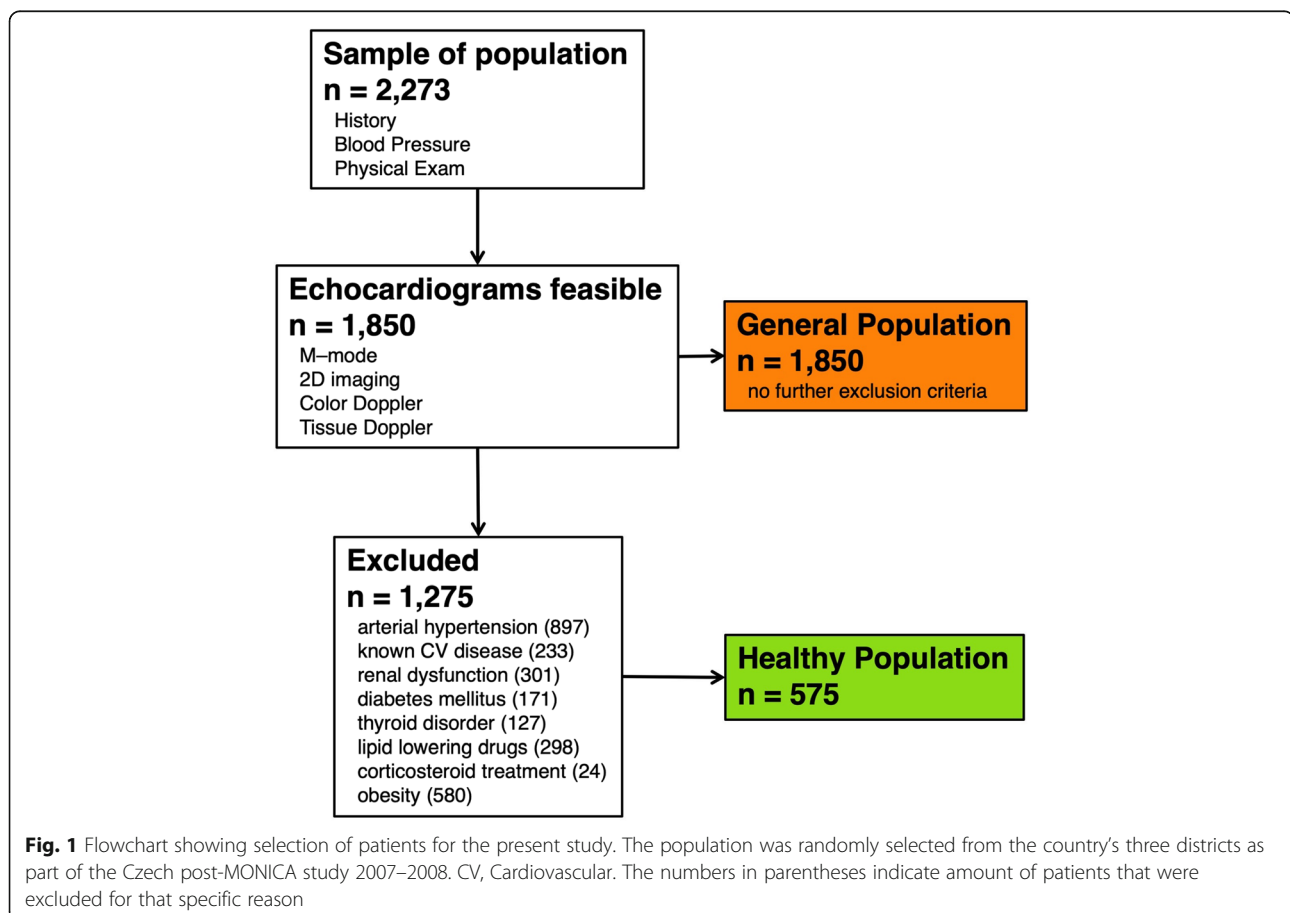 Sample of population
n = 2,273
History
Blood Pressure
Physical Exam
Echocardiograms feasible
n = 1,850
M–mode
2D imaging
Color Doppler
Tissue Doppler
General Population
n = 1,850
no further exclusion criteria
Excluded
n = 1,275
arterial hypertension (897)
known CV disease (233)
renal dysfunction (301)
diabetes mellitus (171)
thyroid disorder (127)
lipid lowering drugs (298)
corticosteroid treatment (24)
obesity (580)
Healthy Population
n = 575
Fig. 1 Flowchart showing selection of patients for the present study. The population was randomly selected from the country's three districts as
part of the Czech post-MONICA study 2007–2008. CV, Cardiovascular. The numbers in parentheses indicate amount of patients that were
excluded for that specific reason